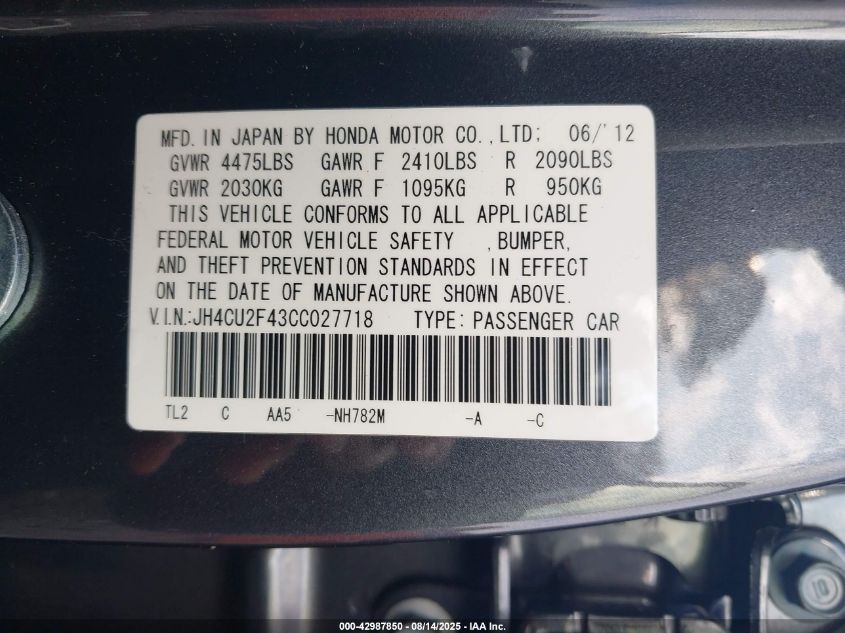 MFD. IN JAPAN BY HONDA MOTOR CO., LTD; 06/'12
GVWR 4475LBS GAWR F 2410LBS R 2090LBS
GVWR 2030KG GAWR F 1095KG R 950KG
THIS VEHICLE CONFORMS TO ALL APPLICABLE
FEDERAL MOTOR VEHICLE SAFETY , BUMPER,
AND THEFT PREVENTION STANDARDS IN EFFECT
ON THE DATE OF MANUFACTURE SHOWN ABOVE.
V.I.N.:JH4CU2F43CC027718 TYPE: PASSENGER CAR
TL2 C AA5 -NH782M -A -C
10
000-42987850 - 08/14/2025 - IAA Inc.